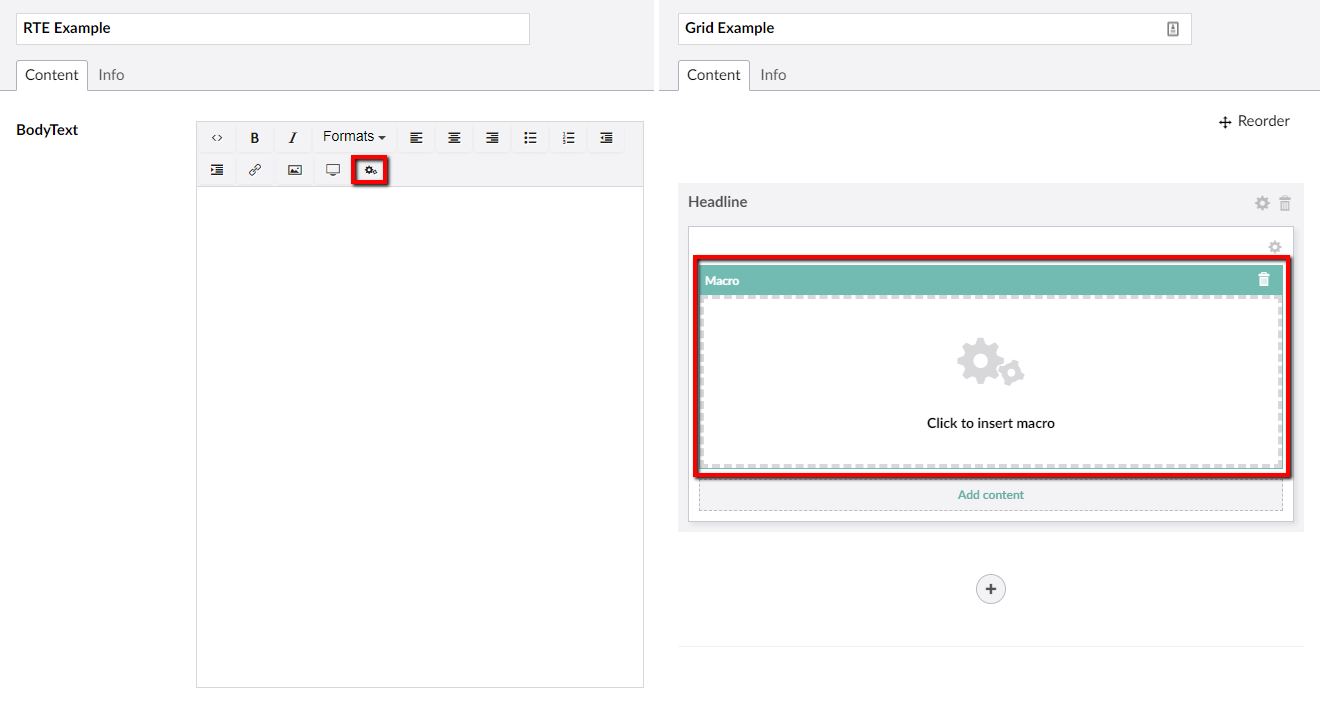 RTE Example
Content Info
BodyText
B I Formats
Grid Example
Content Info
Reorder
Headline
Macro
Click to insert macro
Add content